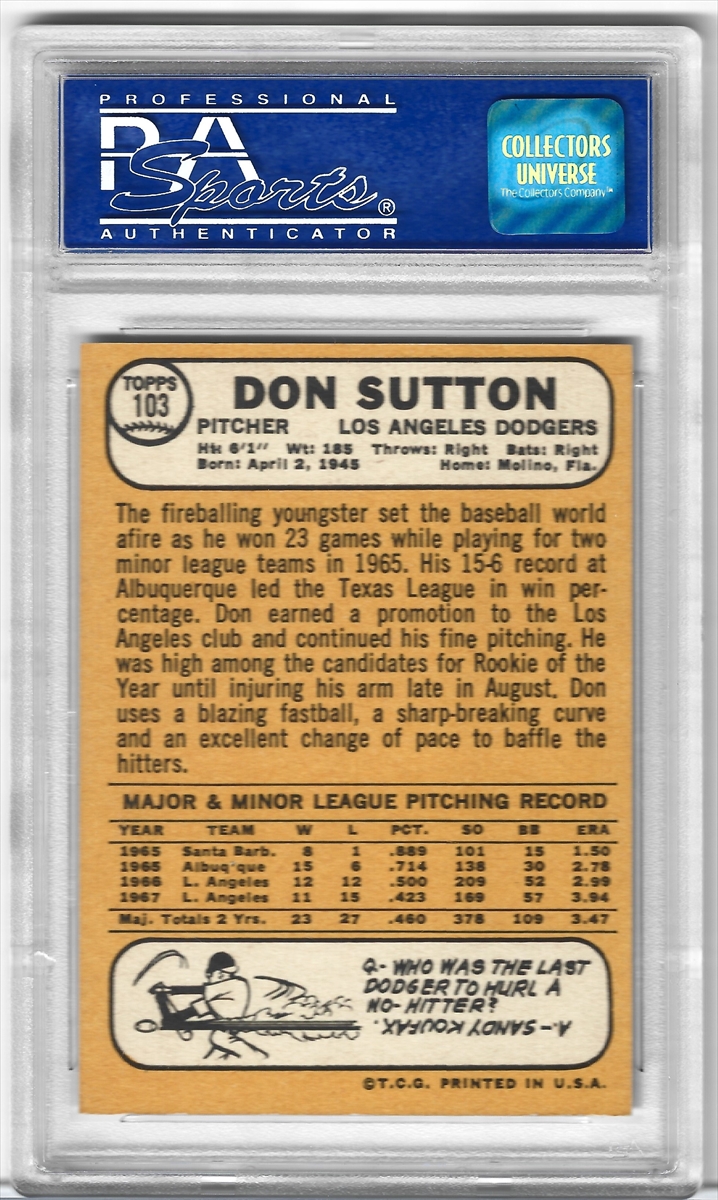 PROFESSIONAL
PSA
Sports®
AUTHENTICATOR
COLLECTORS
UNIVERSE
The Collectors Company™
TOPPS
103
DON SUTTON
PITCHER LOS ANGELES DODGERS
Ht: 6'1" Wt: 185 Throws: Right Bats: Right
Born: April 2, 1945 Home: Molino, Fla.
The fireballing youngster set the baseball world
afire as he won 23 games while playing for two
minor league teams in 1965. His 15-6 record at
Albuquerque led the Texas League in win per-
centage. Don earned a promotion to the Los
Angeles club and continued his fine pitching. He
was high among the candidates for Rookie of the
Year until injuring his arm late in August. Don
uses a blazing fastball, a sharp-breaking curve
and an excellent change of pace to baffle the
hitters.
MAJOR & MINOR LEAGUE PITCHING RECORD
YEAR TEAM W L PCT. SO BB ERA
1965 Santa Barb. 8 1 .889 101 15 1.50
1965 Albuq'que 15 6 .714 138 30 2.78
1966 L. Angeles 12 12 .500 209 52 2.99
1967 L. Angeles 11 15 .423 169 57 3.94
Maj. Totals 2 Yrs. 23 27 .460 378 109 3.47
Q- WHO WAS THE LAST
DODGER TO HURL A
NO-HITTER?
A- SANDY KOUFAX.
©T.C.G. PRINTED IN U.S.A.